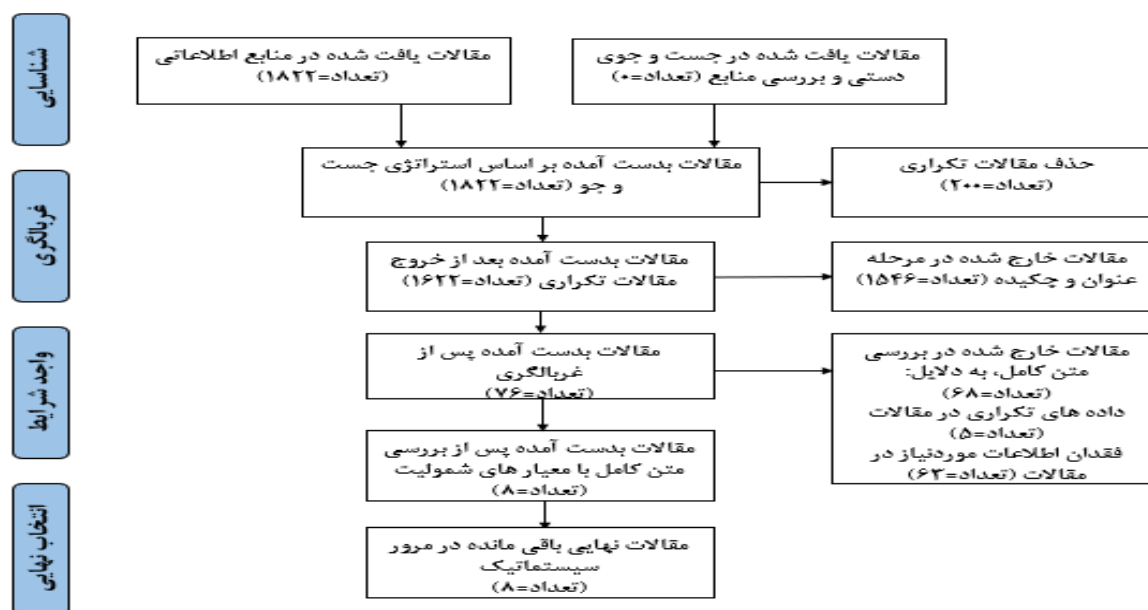 شناسایی
مقالات یافت شده در جست و جوی
دستی و بررسی منابع (تعداد=۰)
مقالات یافت شده در منابع اطلاعاتی
(تعداد=۱۸۲۲)
مقالات بدست آمده بر اساس استراتژی جست
و جو (تعداد=۱۸۲۲)
حذف مقالات تکراری
(تعداد=۲۰۰)
غربالگری
مقالات بدست آمده بعد از خروج
مقالات تکراری (تعداد=۱۶۲۲)
مقالات خارج شده در مرحله
عنوان و چکیده (تعداد=۱۵۴۶)
واجد شرایط
مقالات بدست آمده پس از
غربالگری
(تعداد=۷۶)
مقالات خارج شده در بررسی
متن کامل، به دلایل:
(تعداد=۶۸)
داده های تکراری در مقالات
(تعداد=۵)
فقدان اطلاعات موردنیاز در
مقالات (تعداد=۶۳)
مقالات بدست آمده پس از بررسی
متن کامل با معیار های شمولیت
(تعداد=۸)
انتخاب نهایی
مقالات نهایی باقی مانده در مرور
سیستماتیک
(تعداد=۸)